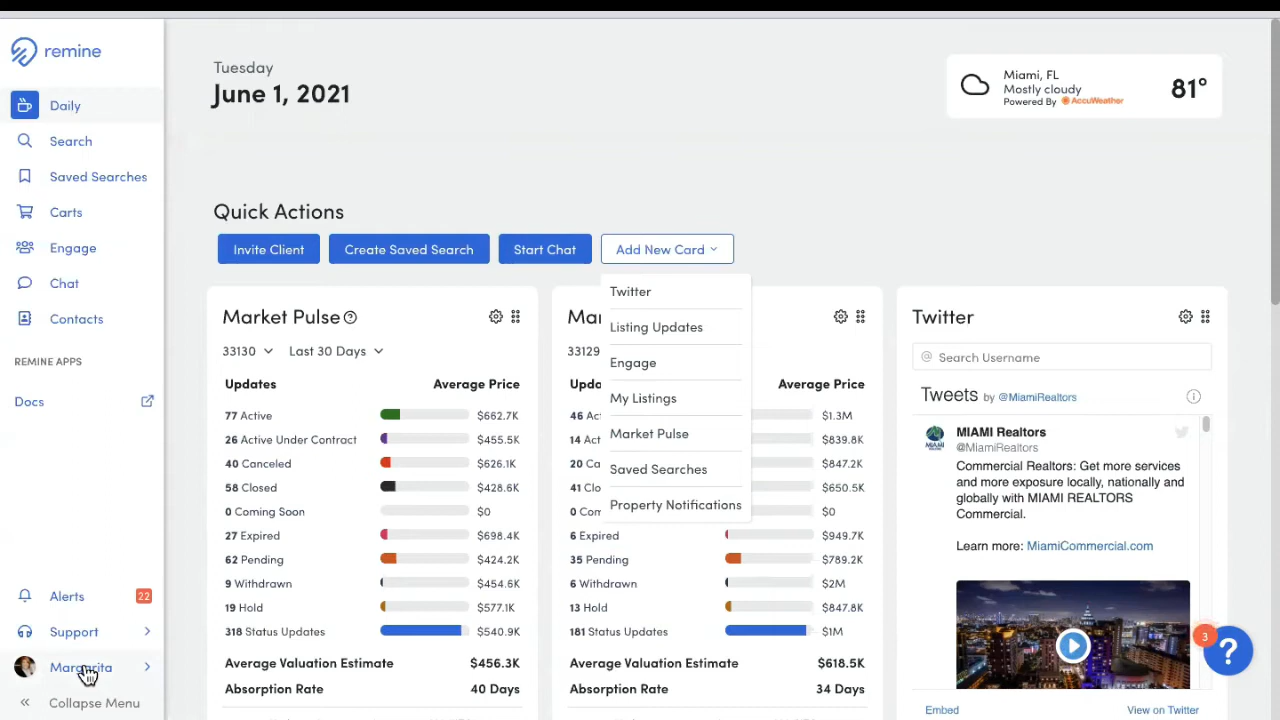 remine
Daily
Search
Saved Searches
Carts
Engage
Chat
Contacts
REMINE APPS
Docs
Alerts
22
Support
Margarita
Collapse Menu
Tuesday
June 1, 2021
Miami, FL
Mostly cloudy
Powered By AccuWeather
81°
Quick Actions
Invite Client
Create Saved Search
Start Chat
Add New Card
Twitter
Listing Updates
Engage
My Listings
Market Pulse
Saved Searches
Property Notifications
Market Pulse
33130 Last 30 Days
Updates Average Price
77 Active $662.7K
26 Active Under Contract $455.5K
40 Canceled $626.1K
58 Closed $428.6K
0 Coming Soon $0
27 Expired $698.4K
62 Pending $424.2K
9 Withdrawn $454.6K
19 Hold $577.1K
318 Status Updates $540.9K
Average Valuation Estimate $456.3K
Absorption Rate 40 Days
Mar
33129
Upda Average Price
46 Act $1.3M
14 Act $839.8K
20 Ca $847.2K
41 Clo $650.5K
0 Com $0
6 Expired $949.7K
35 Pending $789.2K
6 Withdrawn $2M
13 Hold $847.8K
181 Status Updates $1M
Average Valuation Estimate $618.5K
Absorption Rate 34 Days
Twitter
@ Search Username
Tweets by @MiamiRealtors
MIAMI Realtors
@MiamiRealtors
Commercial Realtors: Get more services
and more exposure locally, nationally and
globally with MIAMI REALTORS
Commercial.
Learn more: MiamiCommercial.com
Embed View on Twitter
3
?